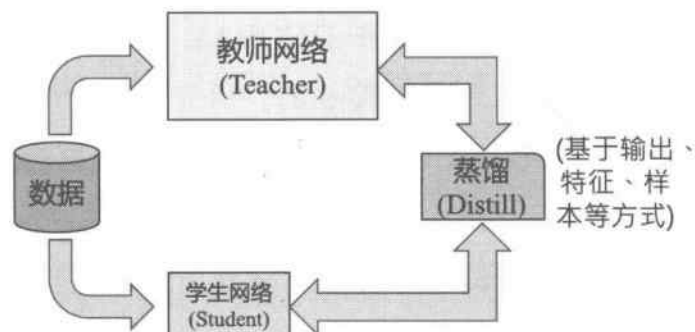 教师网络
(Teacher)
数据
蒸馏
(Distill)
(基于输出、
特征、样
本等方式)
学生网络
(Student)